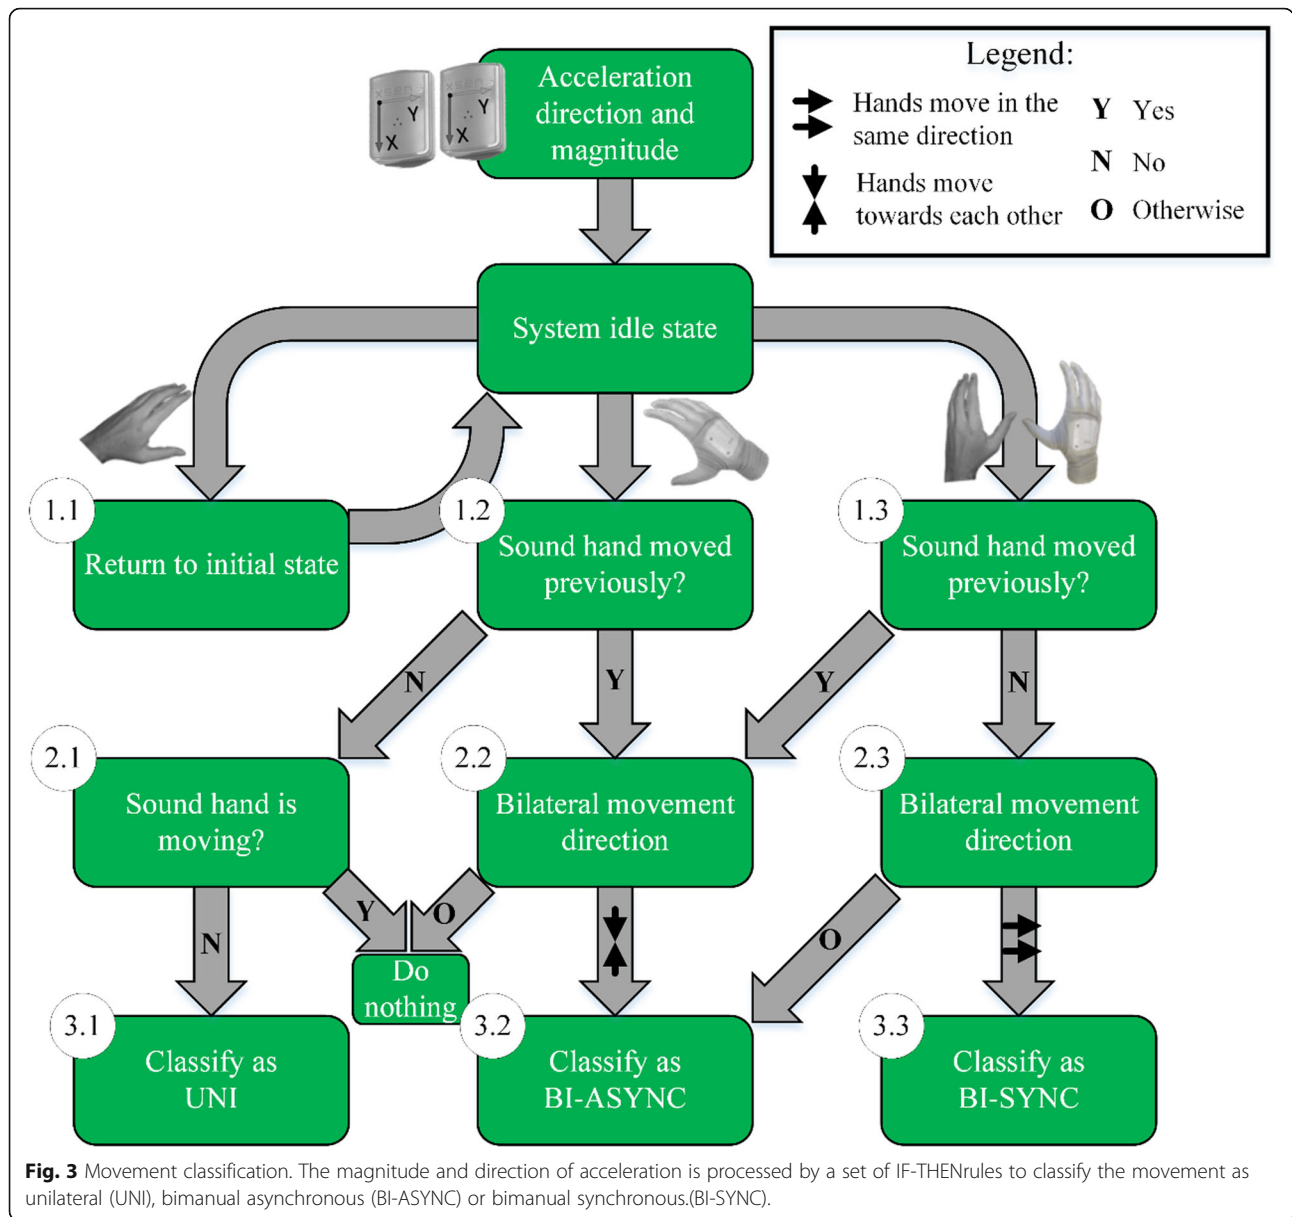 Acceleration
direction and
magnitude
xsens
Y
X
xsens
Y
X
Legend:
Hands move in the
same direction
Hands move
towards each other
Y Yes
N No
O Otherwise
System idle state
1.1
Return to initial state
1.2
Sound hand moved
previously?
1.3
Sound hand moved
previously?
N
Y
Y
N
2.1
Sound hand is
moving?
2.2
Bilateral movement
direction
2.3
Bilateral movement
direction
N
Y
O
O
Do
nothing
3.1
Classify as
UNI
3.2
Classify as
BI-ASYNC
3.3
Classify as
BI-SYNC
Fig. 3 Movement classification. The magnitude and direction of acceleration is processed by a set of IF-THENrules to classify the movement as
unilateral (UNI), bimanual asynchronous (BI-ASYNC) or bimanual synchronous.(BI-SYNC).